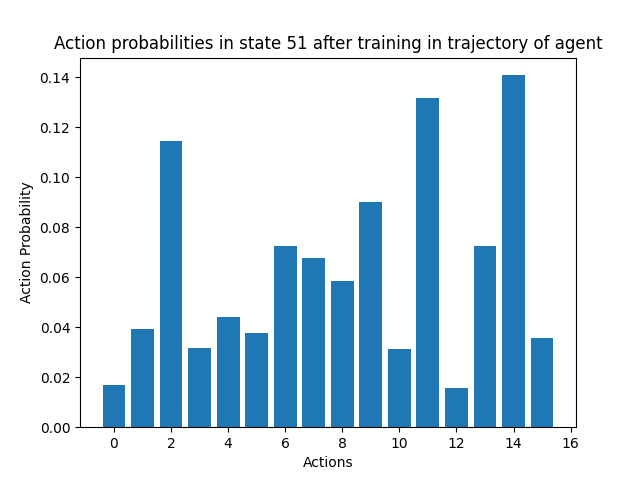 Action probabilities in state 51 after training in trajectory of agent
0.14
0.12
0.10
0.08
0.06
0.04
0.02
0.00
Action Probability
0 2 4 6 8 10 12 14 16
Actions